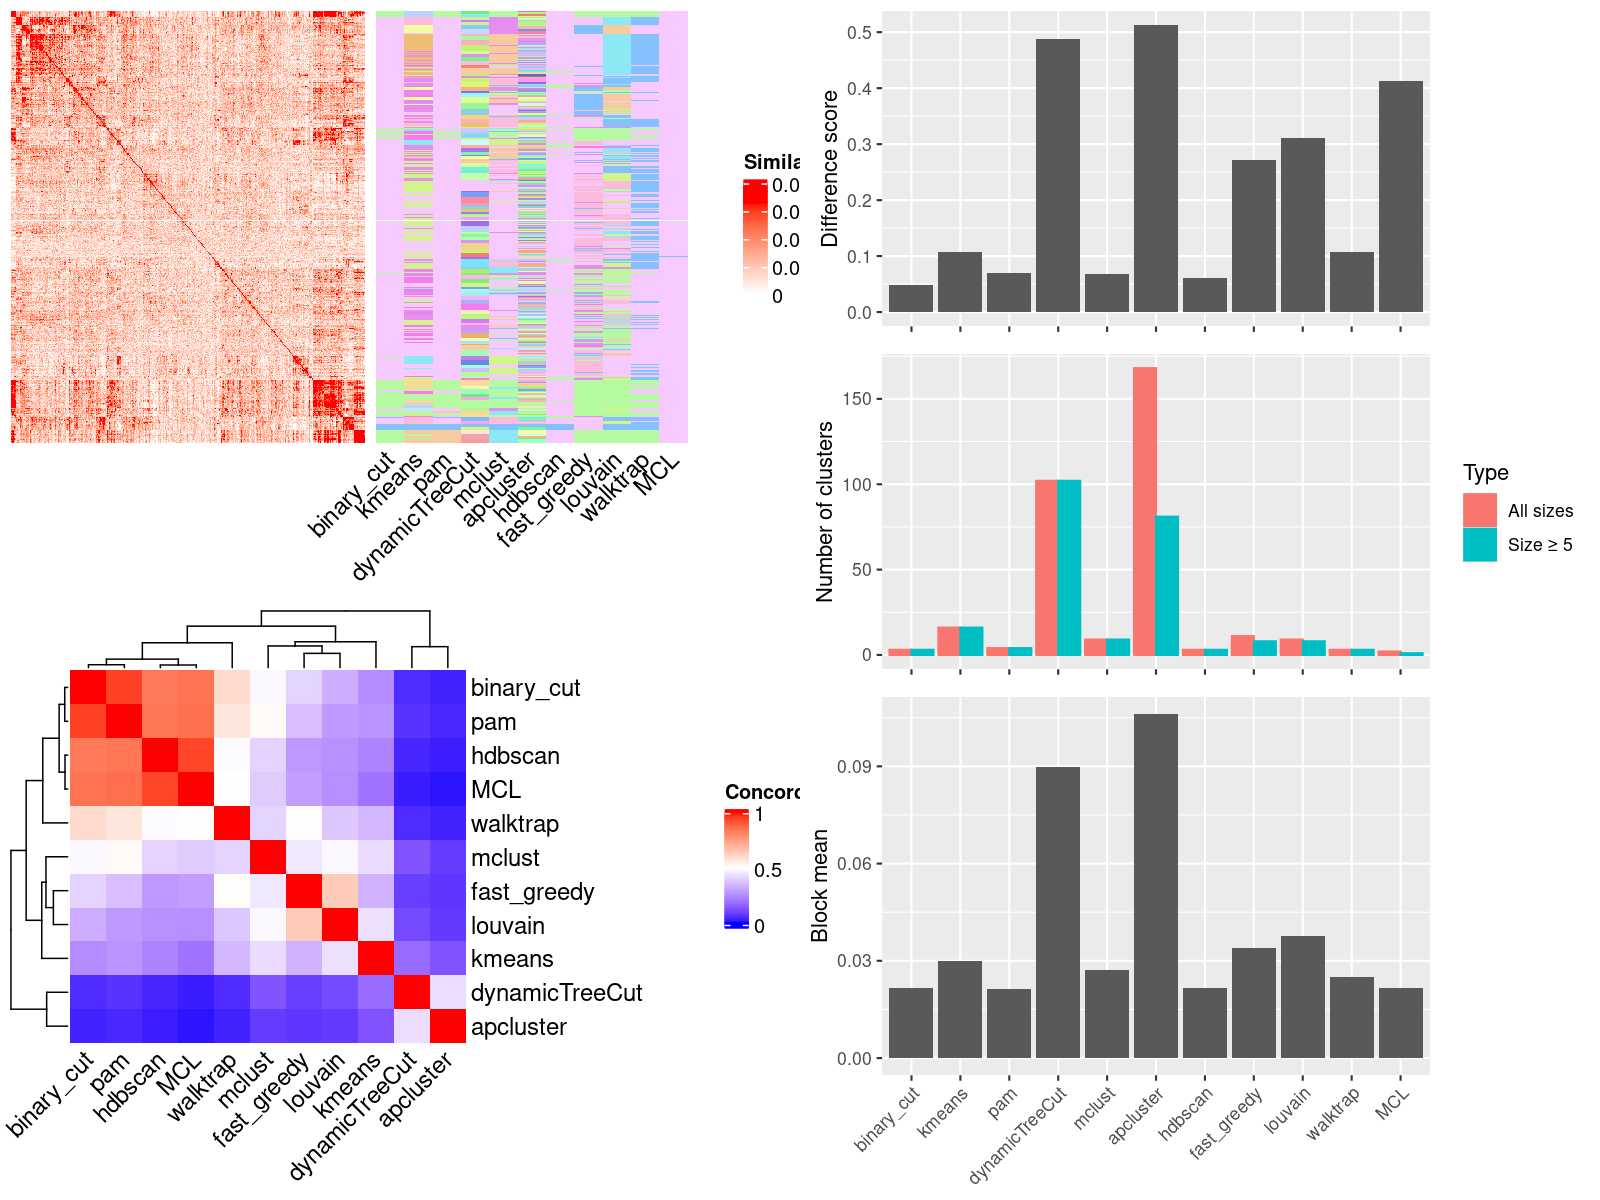 Simila
0.0
0.0
0.0
0.0
0
binary_cut
kmeans
pam
dynamicTreeCut
mclust
apcluster
hdbscan
fast_greedy
louvain
walktrap
MCL
Difference score
0.5
0.4
0.3
0.2
0.1
0.0
Number of clusters
150
100
50
0
Type
All sizes
Size ≥ 5
binary_cut
pam
hdbscan
MCL
walktrap
mclust
fast_greedy
louvain
kmeans
dynamicTreeCut
apcluster
binary_cut
pam
hdbscan
MCL
walktrap
mclust
fast_greedy
louvain
kmeans
dynamicTreeCut
apcluster
Concord
1
0.5
0
Block mean
0.09
0.06
0.03
0.00
binary_cut
kmeans
pam
dynamicTreeCut
mclust
apcluster
hdbscan
fast_greedy
louvain
walktrap
MCL